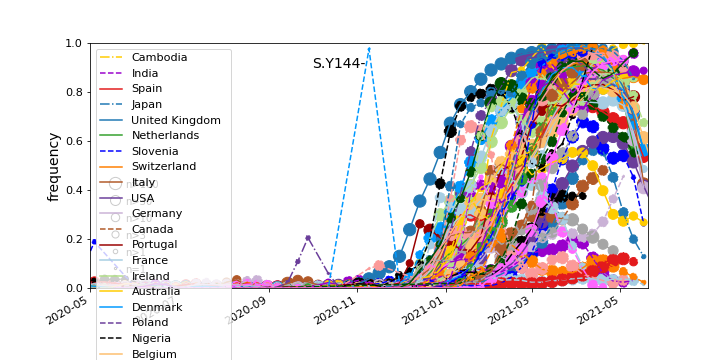 1.0
0.8
0.6
0.4
0.2
0.0
frequency
S.Y144-
Cambodia
India
Spain
Japan
United Kingdom
Netherlands
Slovenia
Switzerland
Italy
USA
Germany
Canada
Portugal
France
Ireland
Australia
Denmark
Poland
Nigeria
Belgium
2020-05
2020-09
2020-11
2021-01
2021-03
2021-05